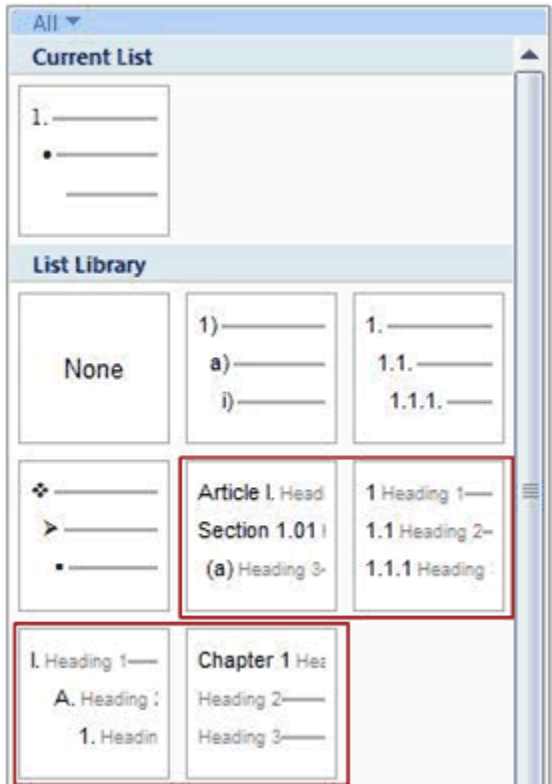 All
Current List
1.
List Library
None
1)
a)
i)
1.
1.1.
1.1.1.
Article I. Head
Section 1.01
(a) Heading 3
1 Heading 1
1.1 Heading 2
1.1.1 Heading
I. Heading 1
A. Heading
1. Headin
Chapter 1 Hea
Heading 2
Heading 3